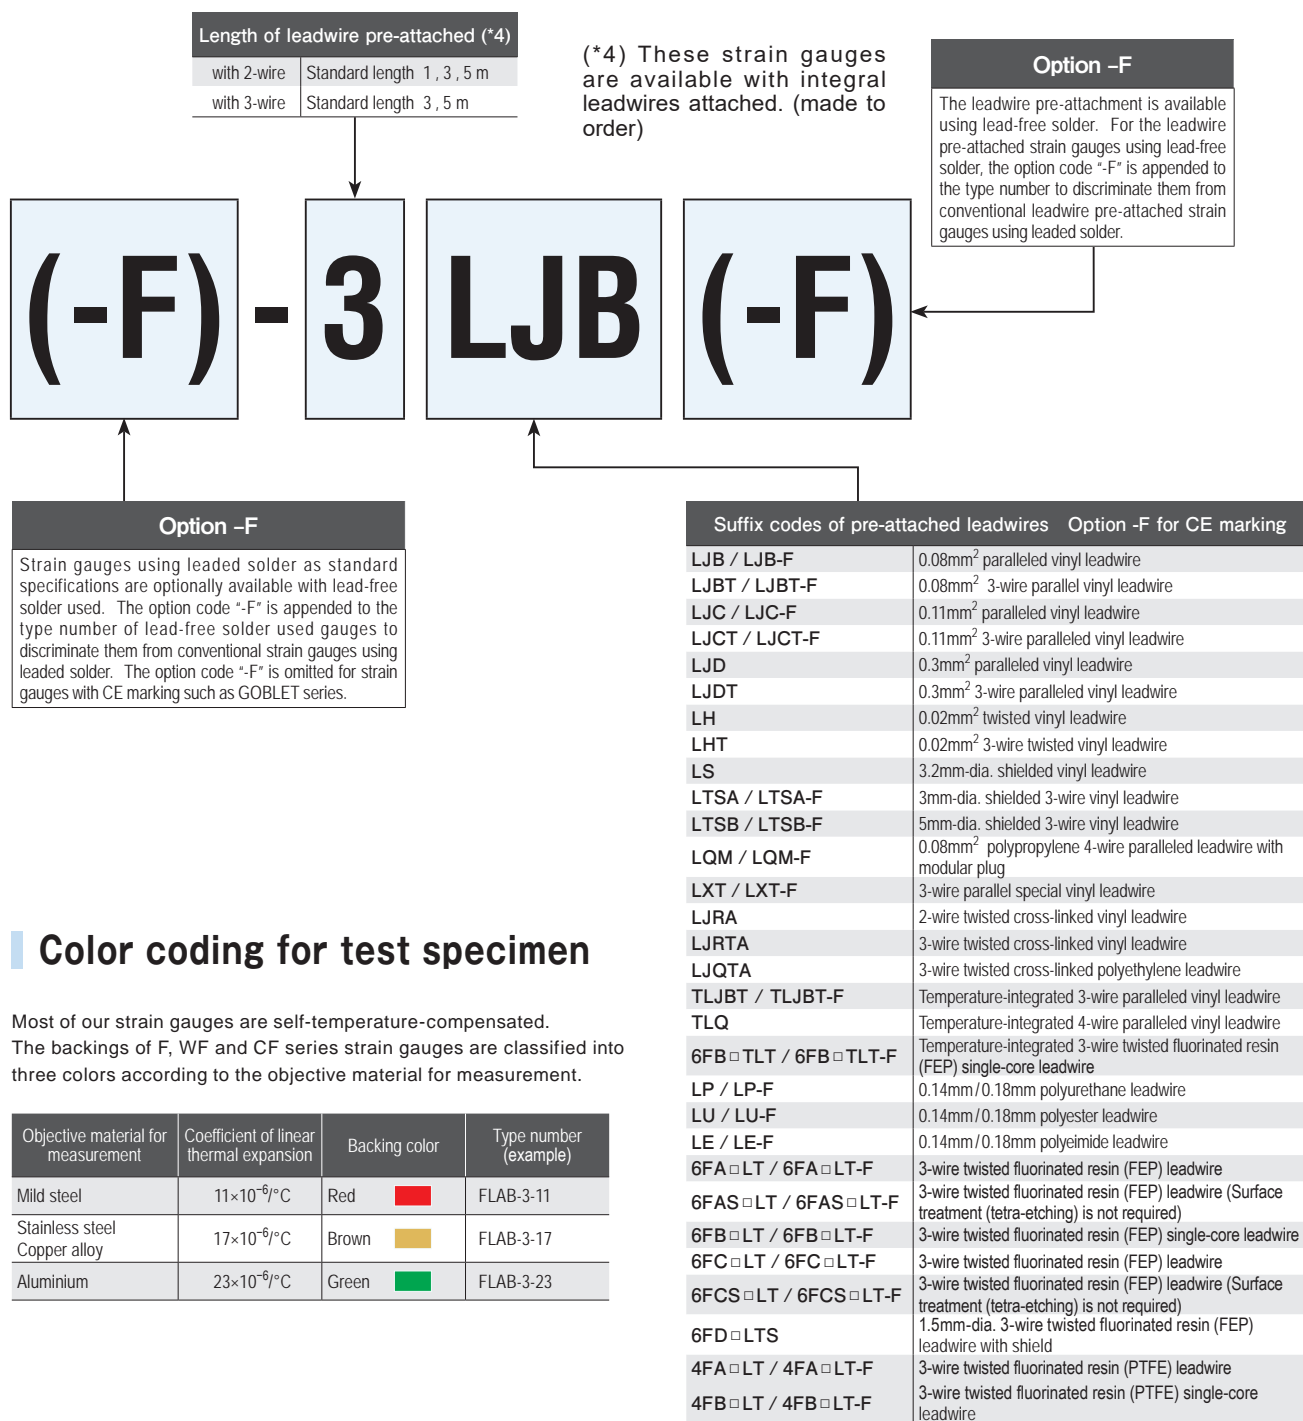 Length of leadwire pre-attached (*4)
with 2-wire Standard length 1 , 3 , 5 m
with 3-wire Standard length 3 , 5 m
(*4) These strain gauges
are available with integral
leadwires attached. (made to
order)
Option –F
The leadwire pre-attachment is available
using lead-free solder. For the leadwire
pre-attached strain gauges using lead-free
solder, the option code “-F” is appended to
the type number to discriminate them from
conventional leadwire pre-attached strain
gauges using leaded solder.
(-F) - 3 LJB (-F)
Option –F
Strain gauges using leaded solder as standard
specifications are optionally available with lead-free
solder used. The option code “-F” is appended to the
type number of lead-free solder used gauges to
discriminate them from conventional strain gauges using
leaded solder. The option code “-F” is omitted for strain
gauges with CE marking such as GOBLET series.
Suffix codes of pre-attached leadwires Option -F for CE marking
LJB / LJB-F 0.08mm² paralleled vinyl leadwire
LJBT / LJBT-F 0.08mm² 3-wire parallel vinyl leadwire
LJC / LJC-F 0.11mm² paralleled vinyl leadwire
LJCT / LJCT-F 0.11mm² 3-wire paralleled vinyl leadwire
LJD 0.3mm² paralleled vinyl leadwire
LJDT 0.3mm² 3-wire paralleled vinyl leadwire
LH 0.02mm² twisted vinyl leadwire
LHT 0.02mm² 3-wire twisted vinyl leadwire
LS 3.2mm-dia. shielded vinyl leadwire
LTSA / LTSA-F 3mm-dia. shielded 3-wire vinyl leadwire
LTSB / LTSB-F 5mm-dia. shielded 3-wire vinyl leadwire
LQM / LQM-F 0.08mm² polypropylene 4-wire paralleled leadwire with
modular plug
LXT / LXT-F 3-wire parallel special vinyl leadwire
LJRA 2-wire twisted cross-linked vinyl leadwire
LJRTA 3-wire twisted cross-linked vinyl leadwire
LJQTA 3-wire twisted cross-linked polyethylene leadwire
TLJBT / TLJBT-F Temperature-integrated 3-wire paralleled vinyl leadwire
TLQ Temperature-integrated 4-wire paralleled vinyl leadwire
6FB□TLT / 6FB□TLT-F Temperature-integrated 3-wire twisted fluorinated resin
(FEP) single-core leadwire
LP / LP-F 0.14mm/0.18mm polyurethane leadwire
LU / LU-F 0.14mm/0.18mm polyester leadwire
LE / LE-F 0.14mm/0.18mm polyeimide leadwire
6FA□LT / 6FA□LT-F 3-wire twisted fluorinated resin (FEP) leadwire
6FAS□LT / 6FAS□LT-F 3-wire twisted fluorinated resin (FEP) leadwire (Surface
treatment (tetra-etching) is not required)
6FB□LT / 6FB□LT-F 3-wire twisted fluorinated resin (FEP) single-core leadwire
6FC□LT / 6FC□LT-F 3-wire twisted fluorinated resin (FEP) leadwire
6FCS□LT / 6FCS□LT-F 3-wire twisted fluorinated resin (FEP) leadwire (Surface
treatment (tetra-etching) is not required)
6FD□LTS 1.5mm-dia. 3-wire twisted fluorinated resin (FEP)
leadwire with shield
4FA□LT / 4FA□LT-F 3-wire twisted fluorinated resin (PTFE) leadwire
4FB□LT / 4FB□LT-F 3-wire twisted fluorinated resin (PTFE) single-core
leadwire
Color coding for test specimen
Most of our strain gauges are self-temperature-compensated.
The backings of F, WF and CF series strain gauges are classified into
three colors according to the objective material for measurement.
Objective material for
measurement
Coefficient of linear
thermal expansion
Backing color
Type number
(example)
Mild steel 11×10⁻⁶/°C Red FLAB-3-11
Stainless steel
Copper alloy 17×10⁻⁶/°C Brown FLAB-3-17
Aluminium 23×10⁻⁶/°C Green FLAB-3-23